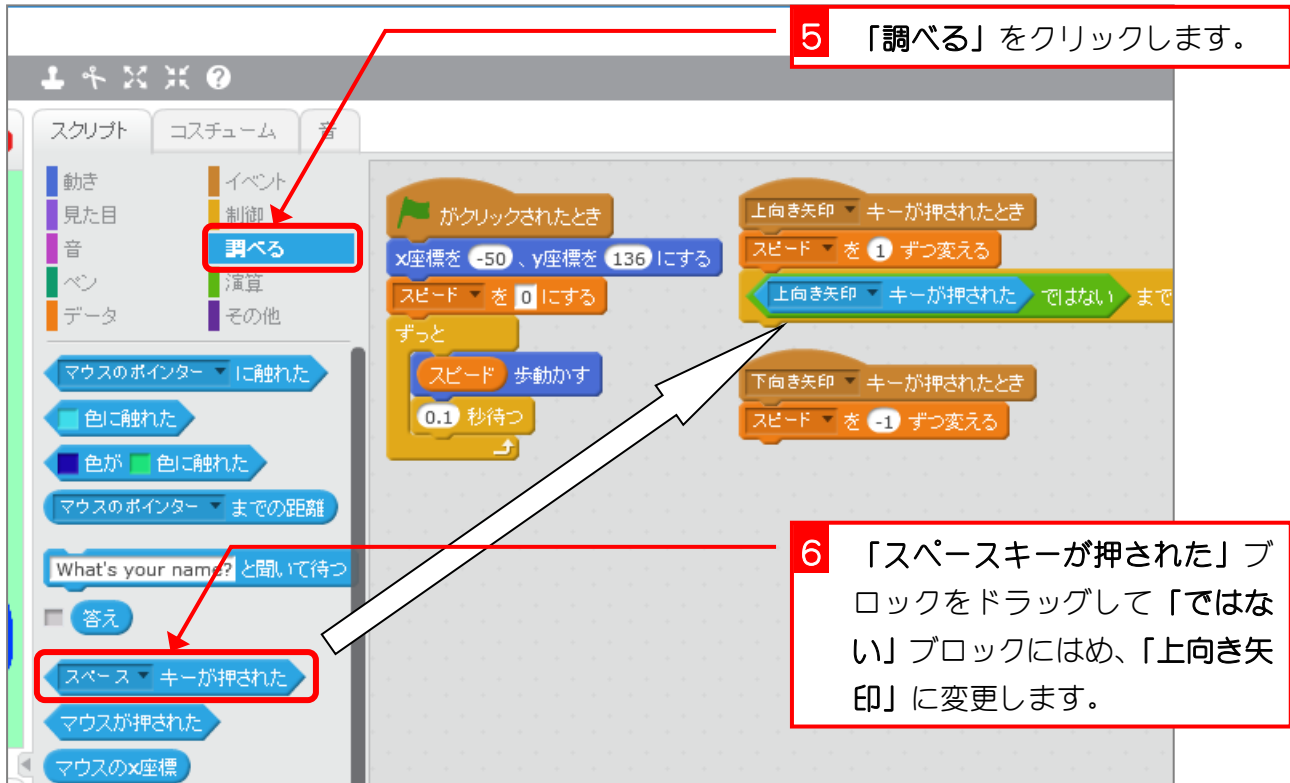 5 「調べる」をクリックします。
スクリプト コスチューム 音
動き イベント
見た目 制御
音 調べる
ペン 演算
データ その他
マウスのポインター に触れた
色に触れた
色が 色に触れた
マウスのポインター までの距離
What's your name? と聞いて待つ
答え
スペース キーが押された
マウスが押された
マウスのx座標
がクリックされたとき
x座標を -50 、y座標を 136 にする
スピード を 0 にする
ずっと
スピード 歩動かす
0.1 秒待つ
上向き矢印 キーが押されたとき
スピード を 1 ずつ変える
上向き矢印 キーが押された ではない まで
下向き矢印 キーが押されたとき
スピード を -1 ずつ変える
6 「スペースキーが押された」ブ
ロックをドラッグして「ではな
い」ブロックにはめ、「上向き矢
印」に変更します。